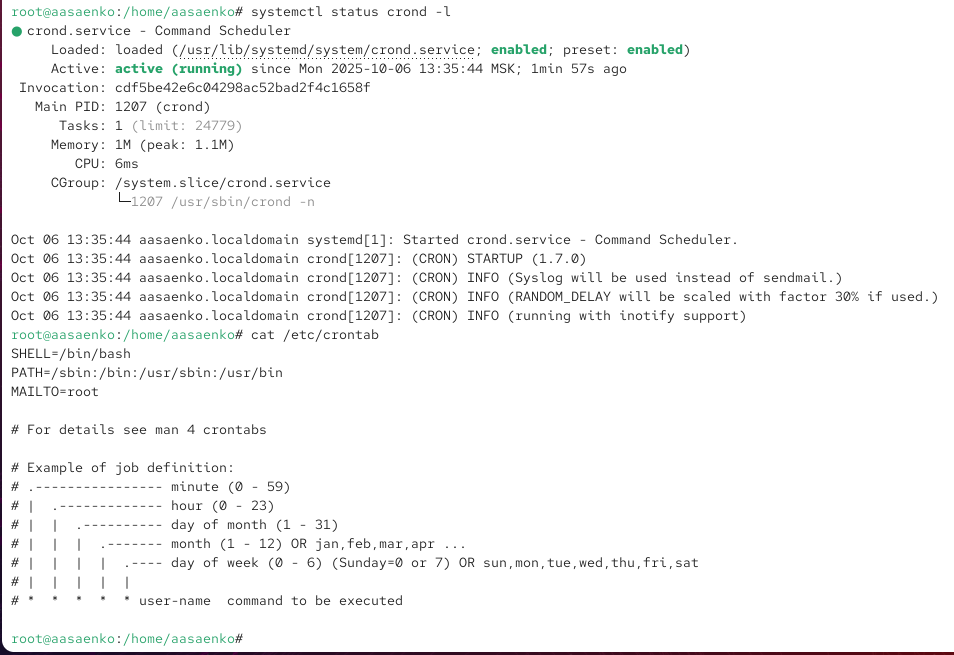 root@aasaenko:/home/aasaenko# systemctl status crond -l
● crond.service - Command Scheduler
     Loaded: loaded (/usr/lib/systemd/system/crond.service; enabled; preset: enabled)
     Active: active (running) since Mon 2025-10-06 13:35:44 MSK; 1min 57s ago
 Invocation: cdf5be42e6c04298ac52bad2f4c1658f
   Main PID: 1207 (crond)
      Tasks: 1 (limit: 24779)
     Memory: 1M (peak: 1.1M)
        CPU: 6ms
     CGroup: /system.slice/crond.service
             └─1207 /usr/sbin/crond -n
Oct 06 13:35:44 aasaenko.localdomain systemd[1]: Started crond.service - Command Scheduler.
Oct 06 13:35:44 aasaenko.localdomain crond[1207]: (CRON) STARTUP (1.7.0)
Oct 06 13:35:44 aasaenko.localdomain crond[1207]: (CRON) INFO (Syslog will be used instead of sendmail.)
Oct 06 13:35:44 aasaenko.localdomain crond[1207]: (CRON) INFO (RANDOM_DELAY will be scaled with factor 30% if used.)
Oct 06 13:35:44 aasaenko.localdomain crond[1207]: (CRON) INFO (running with inotify support)
root@aasaenko:/home/aasaenko# cat /etc/crontab
SHELL=/bin/bash
PATH=/sbin:/bin:/usr/sbin:/usr/bin
MAILTO=root
# For details see man 4 crontabs
# Example of job definition:
# .---------------- minute (0 - 59)
# |  .------------- hour (0 - 23)
# |  |  .---------- day of month (1 - 31)
# |  |  |  .------- month (1 - 12) OR jan,feb,mar,apr ...
# |  |  |  |  .---- day of week (0 - 6) (Sunday=0 or 7) OR sun,mon,tue,wed,thu,fri,sat
# |  |  |  |  |
# *  *  *  *  * user-name  command to be executed
root@aasaenko:/home/aasaenko#